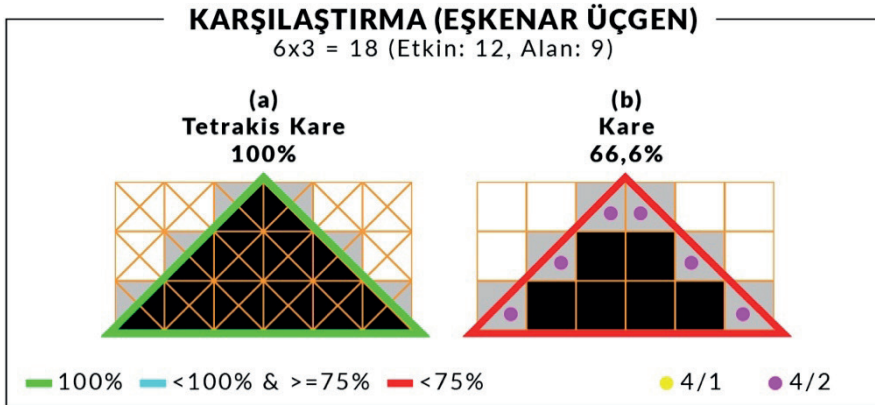 KARŞILAŞTIRMA (EŞKENAR ÜÇGEN)
6x3 = 18 (Etkin: 12, Alan: 9)
(a)
Tetrakis Kare
100%
(b)
Kare
66,6%
100% <100% & >=75% <75% 4/1 4/2